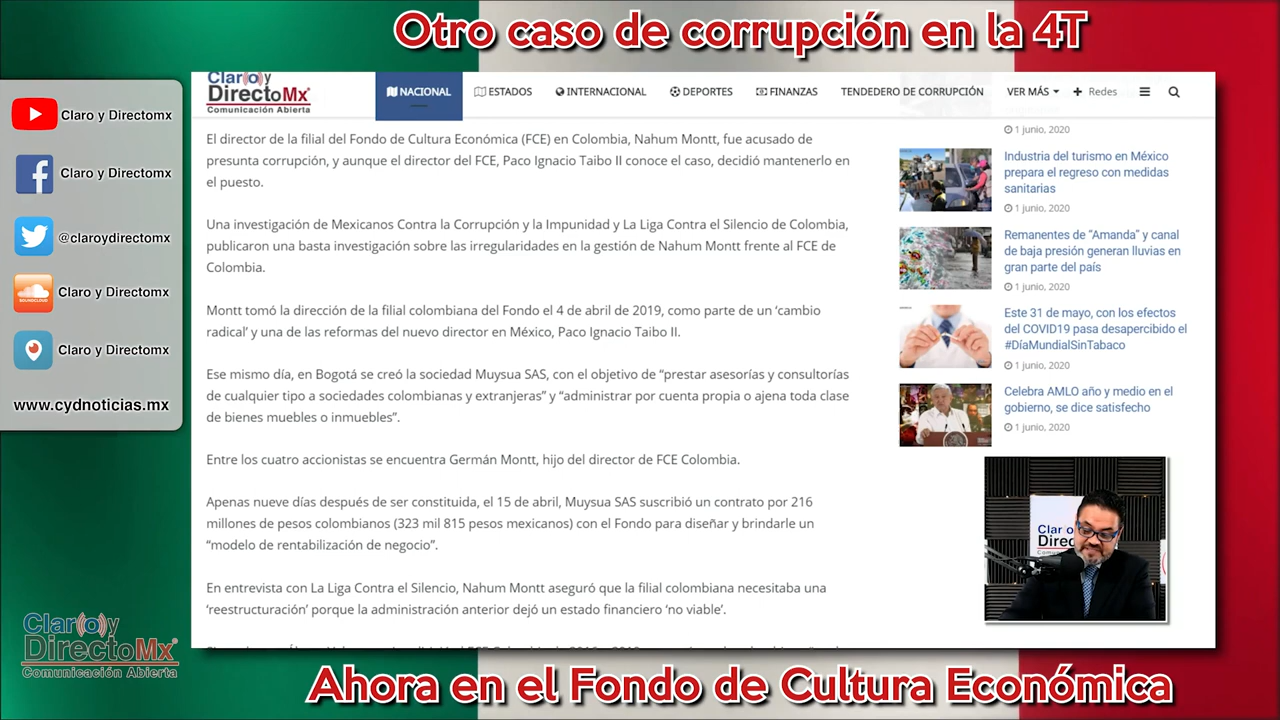 Otro caso de corrupción en la 4T
Claro y Directomx
Claro y Directomx
@claroydirectomx
SOUNDCLOUD
Claro y Directomx
Claro y Directomx
www.cydnoticias.mx
Claro y
DirectoMx
Comunicación Abierta
NACIONAL
ESTADOS
INTERNACIONAL
DEPORTES
FINANZAS
TENDEDERO DE CORRUPCIÓN
VER MÁS
Redes
El director de la filial del Fondo de Cultura Económica (FCE) en Colombia, Nahum Montt, fue acusado de
presunta corrupción, y aunque el director del FCE, Paco Ignacio Taibo II conoce el caso, decidió mantenerlo en
el puesto.
Una investigación de Mexicanos Contra la Corrupción y la Impunidad y La Liga Contra el Silencio de Colombia,
publicaron una basta investigación sobre las irregularidades en la gestión de Nahum Montt frente al FCE de
Colombia.
Montt tomó la dirección de la filial colombiana del Fondo el 4 de abril de 2019, como parte de un ‘cambio
radical’ y una de las reformas del nuevo director en México, Paco Ignacio Taibo II.
Ese mismo día, en Bogotá se creó la sociedad Muysua SAS, con el objetivo de “prestar asesorías y consultorías
de cualquier tipo a sociedades colombianas y extranjeras” y “administrar por cuenta propia o ajena toda clase
de bienes muebles o inmuebles”.
Entre los cuatro accionistas se encuentra Germán Montt, hijo del director de FCE Colombia.
Apenas nueve días después de ser constituida, el 15 de abril, Muysua SAS suscribió un contrato por 216
millones de pesos colombianos (323 mil 815 pesos mexicanos) con el Fondo para diseñar y brindarle un
“modelo de rentabilización de negocio”.
En entrevista con La Liga Contra el Silencio, Nahum Montt aseguró que la filial colombiana necesitaba una
‘reestructuración’ porque la administración anterior dejó un estado financiero ‘no viable’.
1 junio, 2020
Industria del turismo en México
prepara el regreso con medidas
sanitarias
1 junio, 2020
Remanentes de “Amanda” y canal
de baja presión generan lluvias en
gran parte del país
1 junio, 2020
Este 31 de mayo, con los efectos
del COVID19 pasa desapercibido el
#DíaMundialSinTabaco
1 junio, 2020
Celebra AMLO año y medio en el
gobierno, se dice satisfecho
1 junio, 2020
Claro y
DirectoMx
Comunicación Abierta
Ahora en el Fondo de Cultura Económica